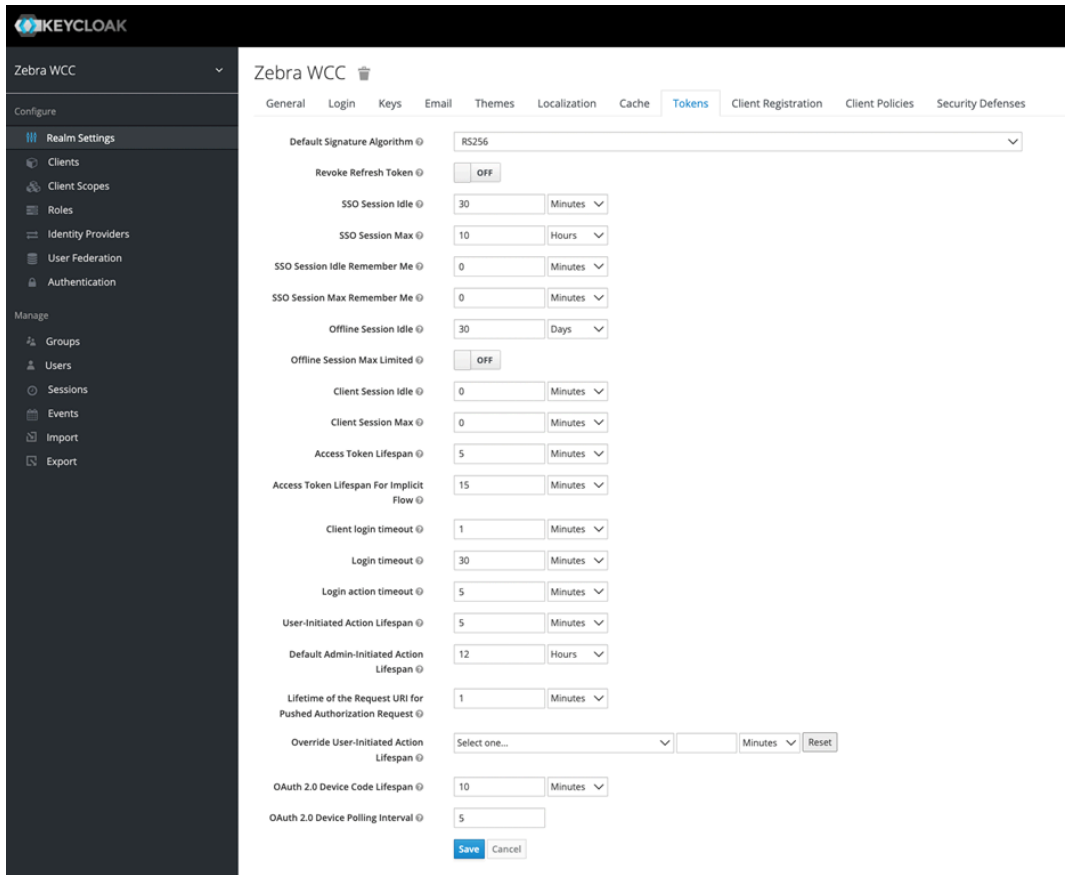 KEYCLOAK
Zebra WCC
Configure
Realm Settings
Clients
Client Scopes
Roles
Identity Providers
User Federation
Authentication
Manage
Groups
Users
Sessions
Events
Import
Export
Zebra WCC
General Login Keys Email Themes Localization Cache Tokens Client Registration Client Policies Security Defenses
Default Signature Algorithm RS256
Revoke Refresh Token OFF
SSO Session Idle 30 Minutes
SSO Session Max 10 Hours
SSO Session Idle Remember Me 0 Minutes
SSO Session Max Remember Me 0 Minutes
Offline Session Idle 30 Days
Offline Session Max Limited OFF
Client Session Idle 0 Minutes
Client Session Max 0 Minutes
Access Token Lifespan 5 Minutes
Access Token Lifespan For Implicit 15 Minutes
Flow
Client login timeout 1 Minutes
Login timeout 30 Minutes
Login action timeout 5 Minutes
User-Initiated Action Lifespan 5 Minutes
Default Admin-Initiated Action 12 Hours
Lifespan
Lifetime of the Request URI for 1 Minutes
Pushed Authorization Request
Override User-Initiated Action Select one... Minutes Reset
Lifespan
OAuth 2.0 Device Code Lifespan 10 Minutes
OAuth 2.0 Device Polling Interval 5
Save Cancel